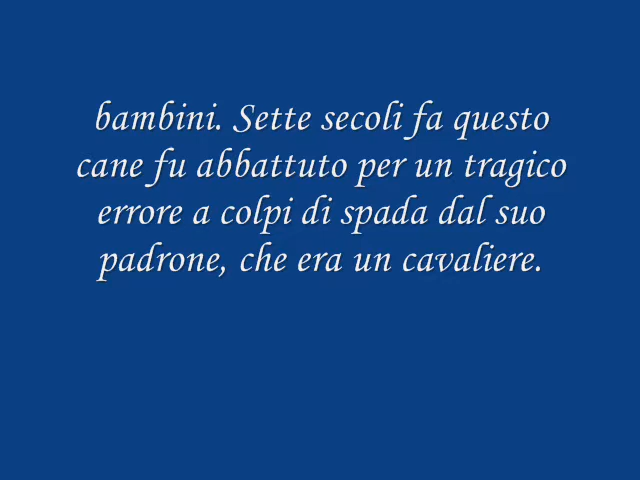 bambini. Sette secoli fa questo
cane fu abbattuto per un tragico
errore a colpi di spada dal suo
padrone, che era un cavaliere.